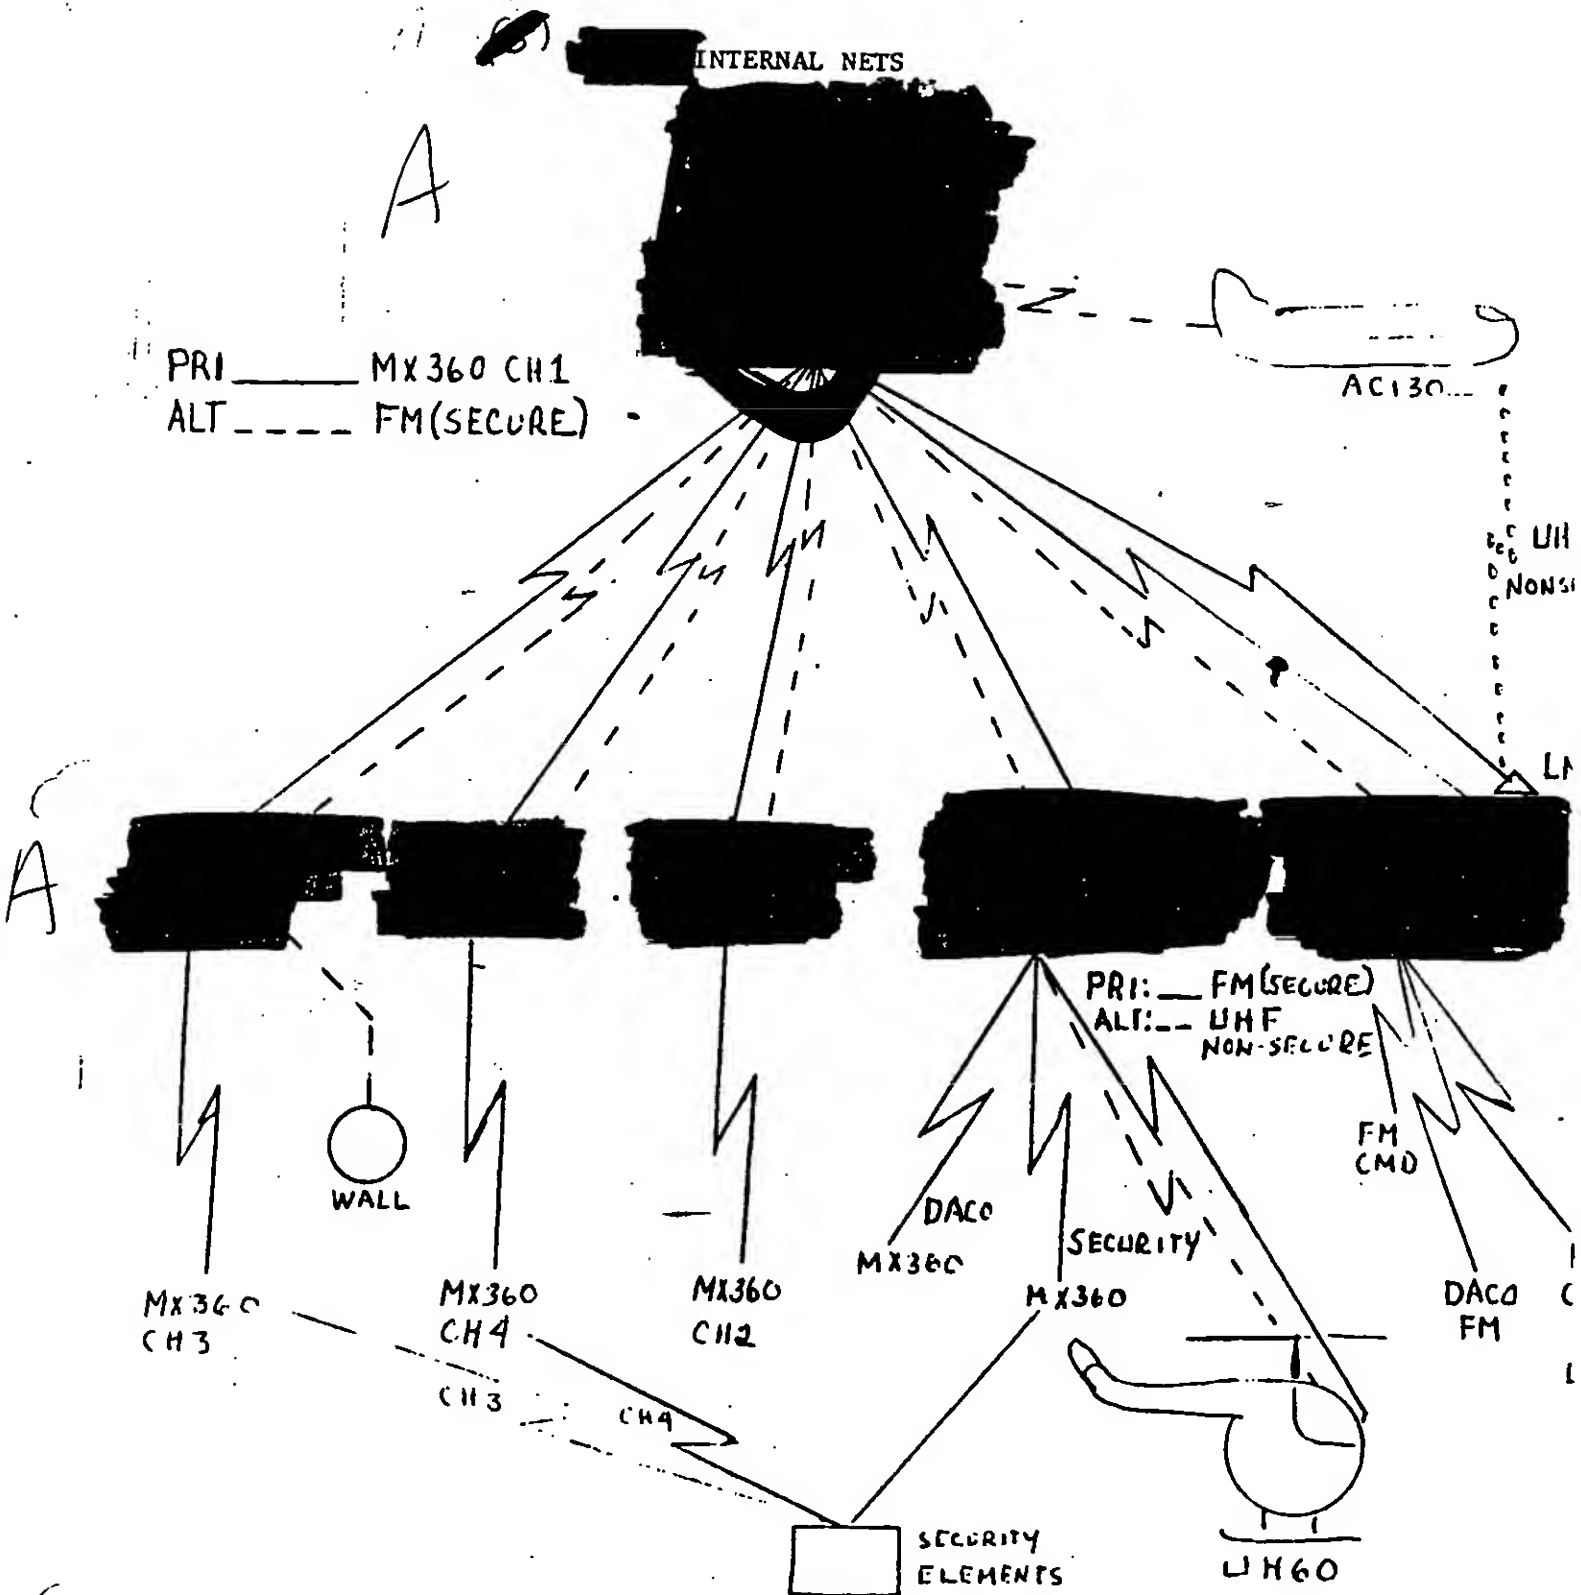 INTERNAL NETS
A
PRI ______ MX360 CH1
ALT _ _ _ _ FM (SECURE)
AC130
UH
NONS
A
PRI: __ FM (SECURE)
ALT: _ _ UHF
NON-SECURE
FM
CMD
WALL
DACO
SECURITY
MX360
CH3
MX360
CH4
MX360
CH2
MX360
MX360
DACO
FM
CH3
CH4
SECURITY
ELEMENTS
UH60